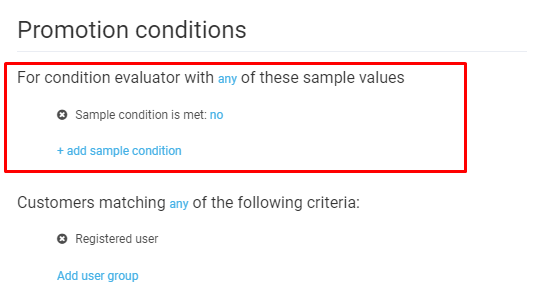 Promotion conditions
For condition evaluator with any of these sample values
Sample condition is met: no
+ add sample condition
Customers matching any of the following criteria:
Registered user
Add user group